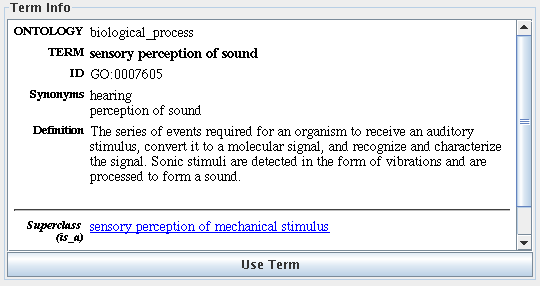 Term Info
ONTOLOGY biological_process
TERM sensory perception of sound
ID GO:0007605
Synonyms hearing
perception of sound
Definition The series of events required for an organism to receive an auditory
stimulus, convert it to a molecular signal, and recognize and characterize
the signal. Sonic stimuli are detected in the form of vibrations and are
processed to form a sound.
Superclass sensory perception of mechanical stimulus
(is_a)
Use Term